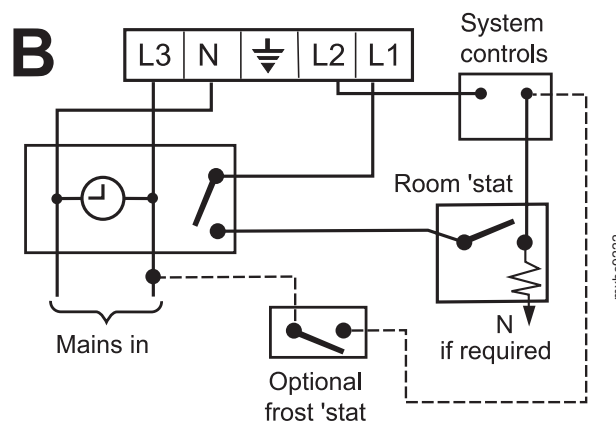 B
L3 N L2 L1
System
controls
Room 'stat
N
if required
Mains in
Optional
frost 'stat